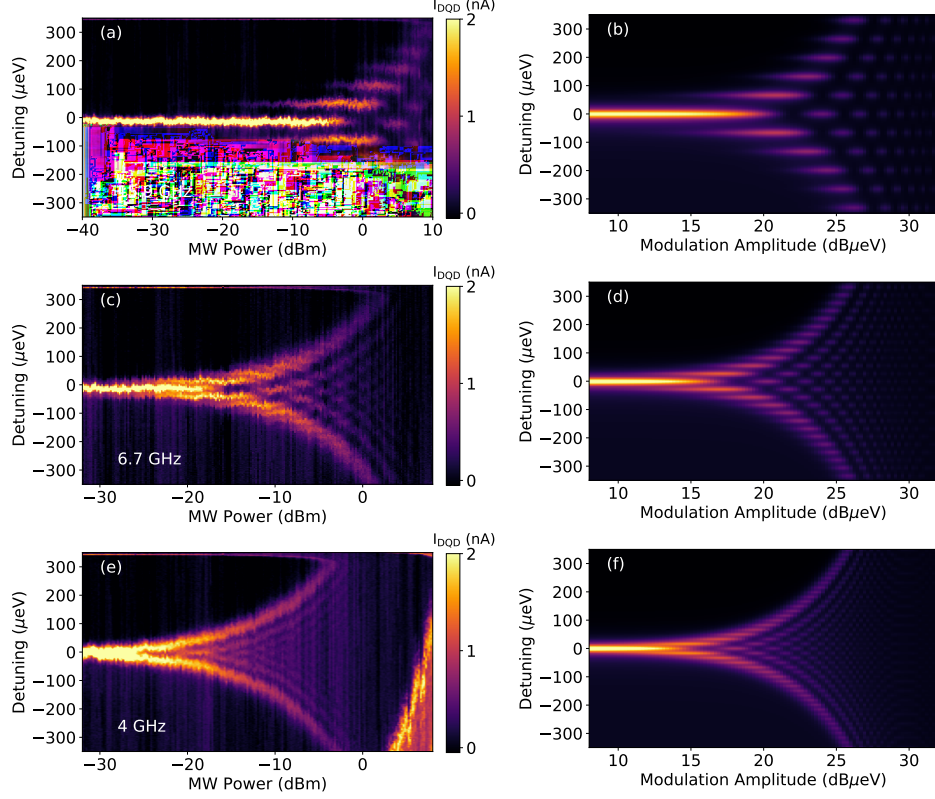 I_DQD (nA)
(a)
(b)
Detuning (μeV)
300
200
100
0
−100
−200
−300
2
1
0
Detuning (μeV)
300
200
100
0
−100
−200
−300
−40 −30 −20 −10 0 10
MW Power (dBm)
10 15 20 25 30
Modulation Amplitude (dBμeV)
I_DQD (nA)
(c)
(d)
Detuning (μeV)
300
200
100
0
−100
−200
−300
6.7 GHz
2
1
0
Detuning (μeV)
300
200
100
0
−100
−200
−300
−30 −20 −10 0
MW Power (dBm)
10 15 20 25 30
Modulation Amplitude (dBμeV)
I_DQD (nA)
(e)
(f)
Detuning (μeV)
300
200
100
0
−100
−200
−300
4 GHz
2
1
0
Detuning (μeV)
300
200
100
0
−100
−200
−300
−30 −20 −10 0
MW Power (dBm)
10 15 20 25 30
Modulation Amplitude (dBμeV)